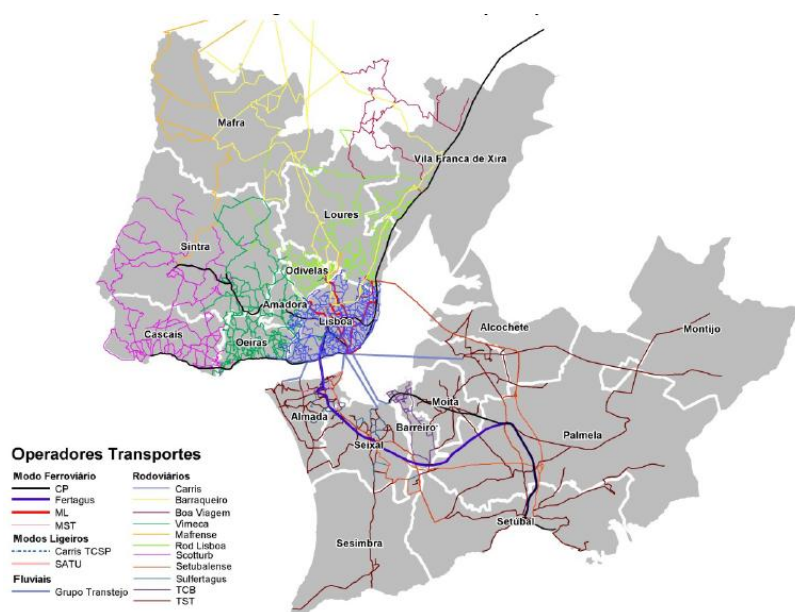 Mafra
Vila Franca de Xira
Loures
Sintra
Odivelas
Amadora
Lisboa
Cascais
Oeiras
Alcochete
Montijo
Moita
Almada
Barreiro
Seixal
Palmela
Setúbal
Sesimbra
Operadores Transportes
Modo Ferroviário
CP
Fertagus
ML
MST
Modos Ligeiros
Carris TCSP
SATU
Fluviais
Grupo Transtejo
Rodoviários
Carris
Barraqueiro
Boa Viagem
Vimeca
Mafrense
Rod Lisboa
Scotturb
Setubalense
Sulfertagus
TCB
TST